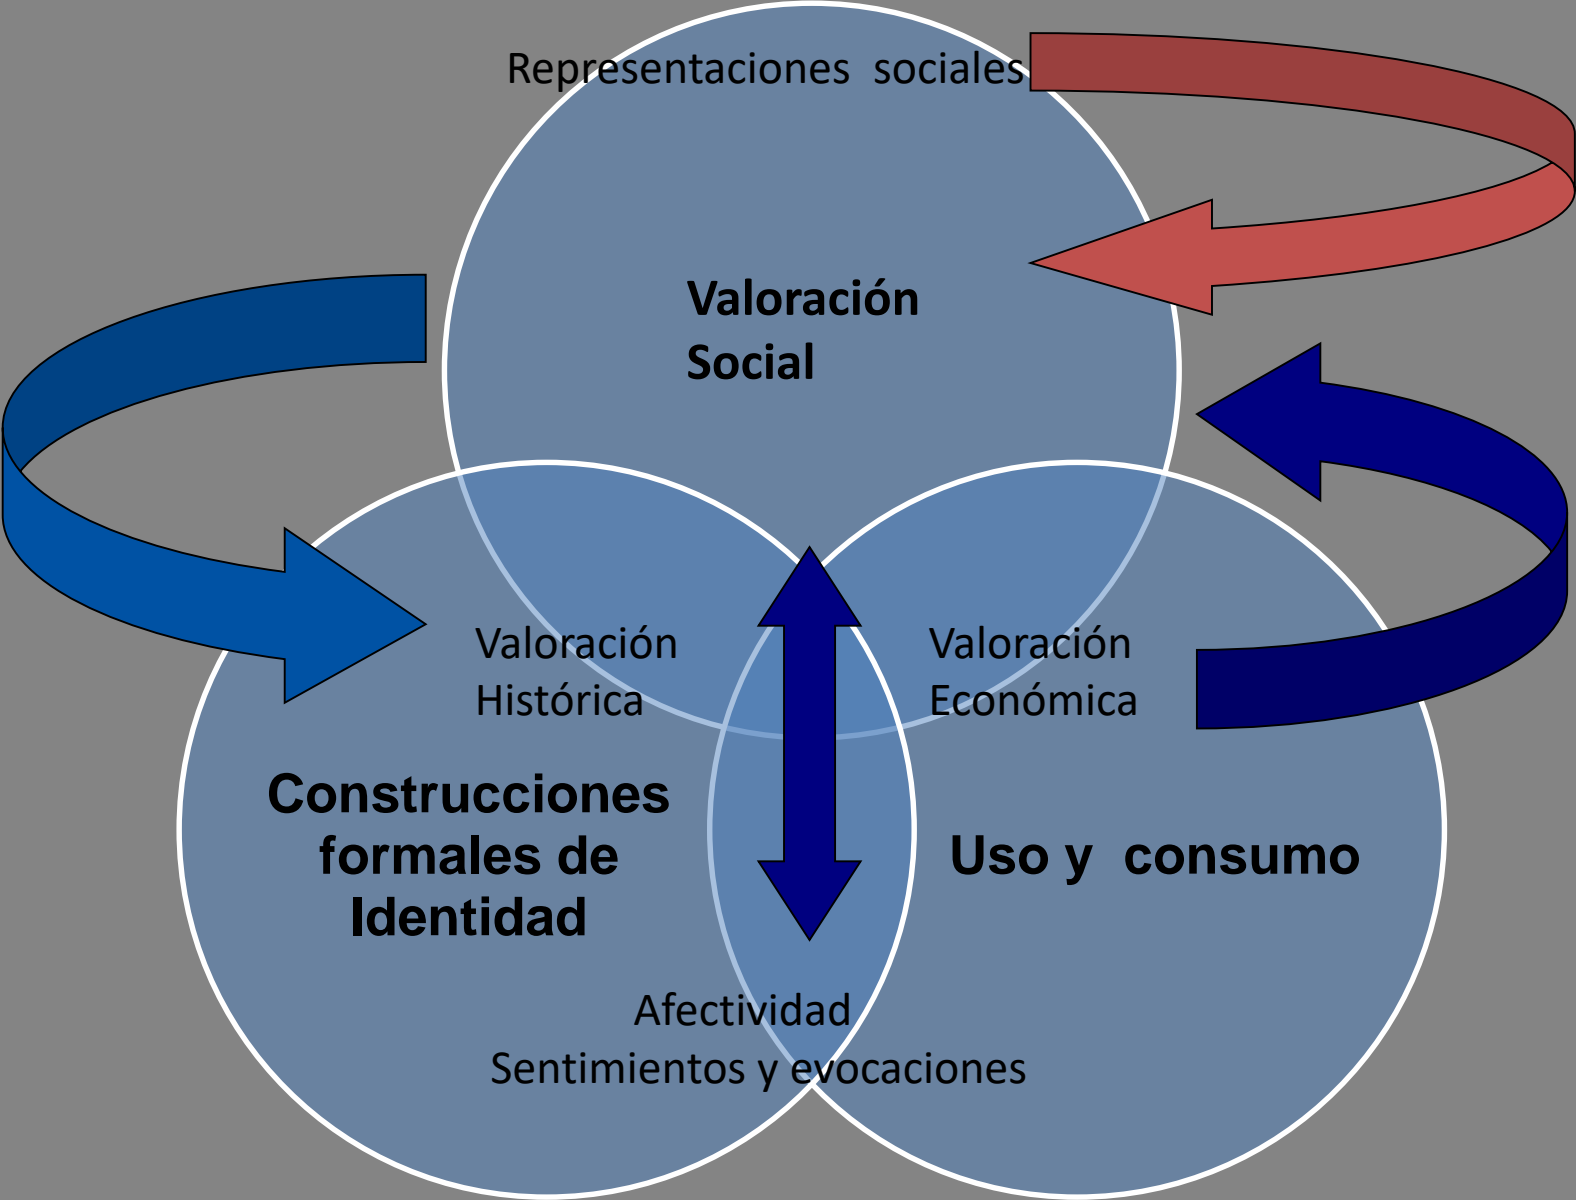 Representaciones  sociales
Valoración
Social
Valoración
Histórica
Valoración
Económica
Construcciones
formales de
Identidad
Uso y  consumo
Afectividad
Sentimientos y evocaciones